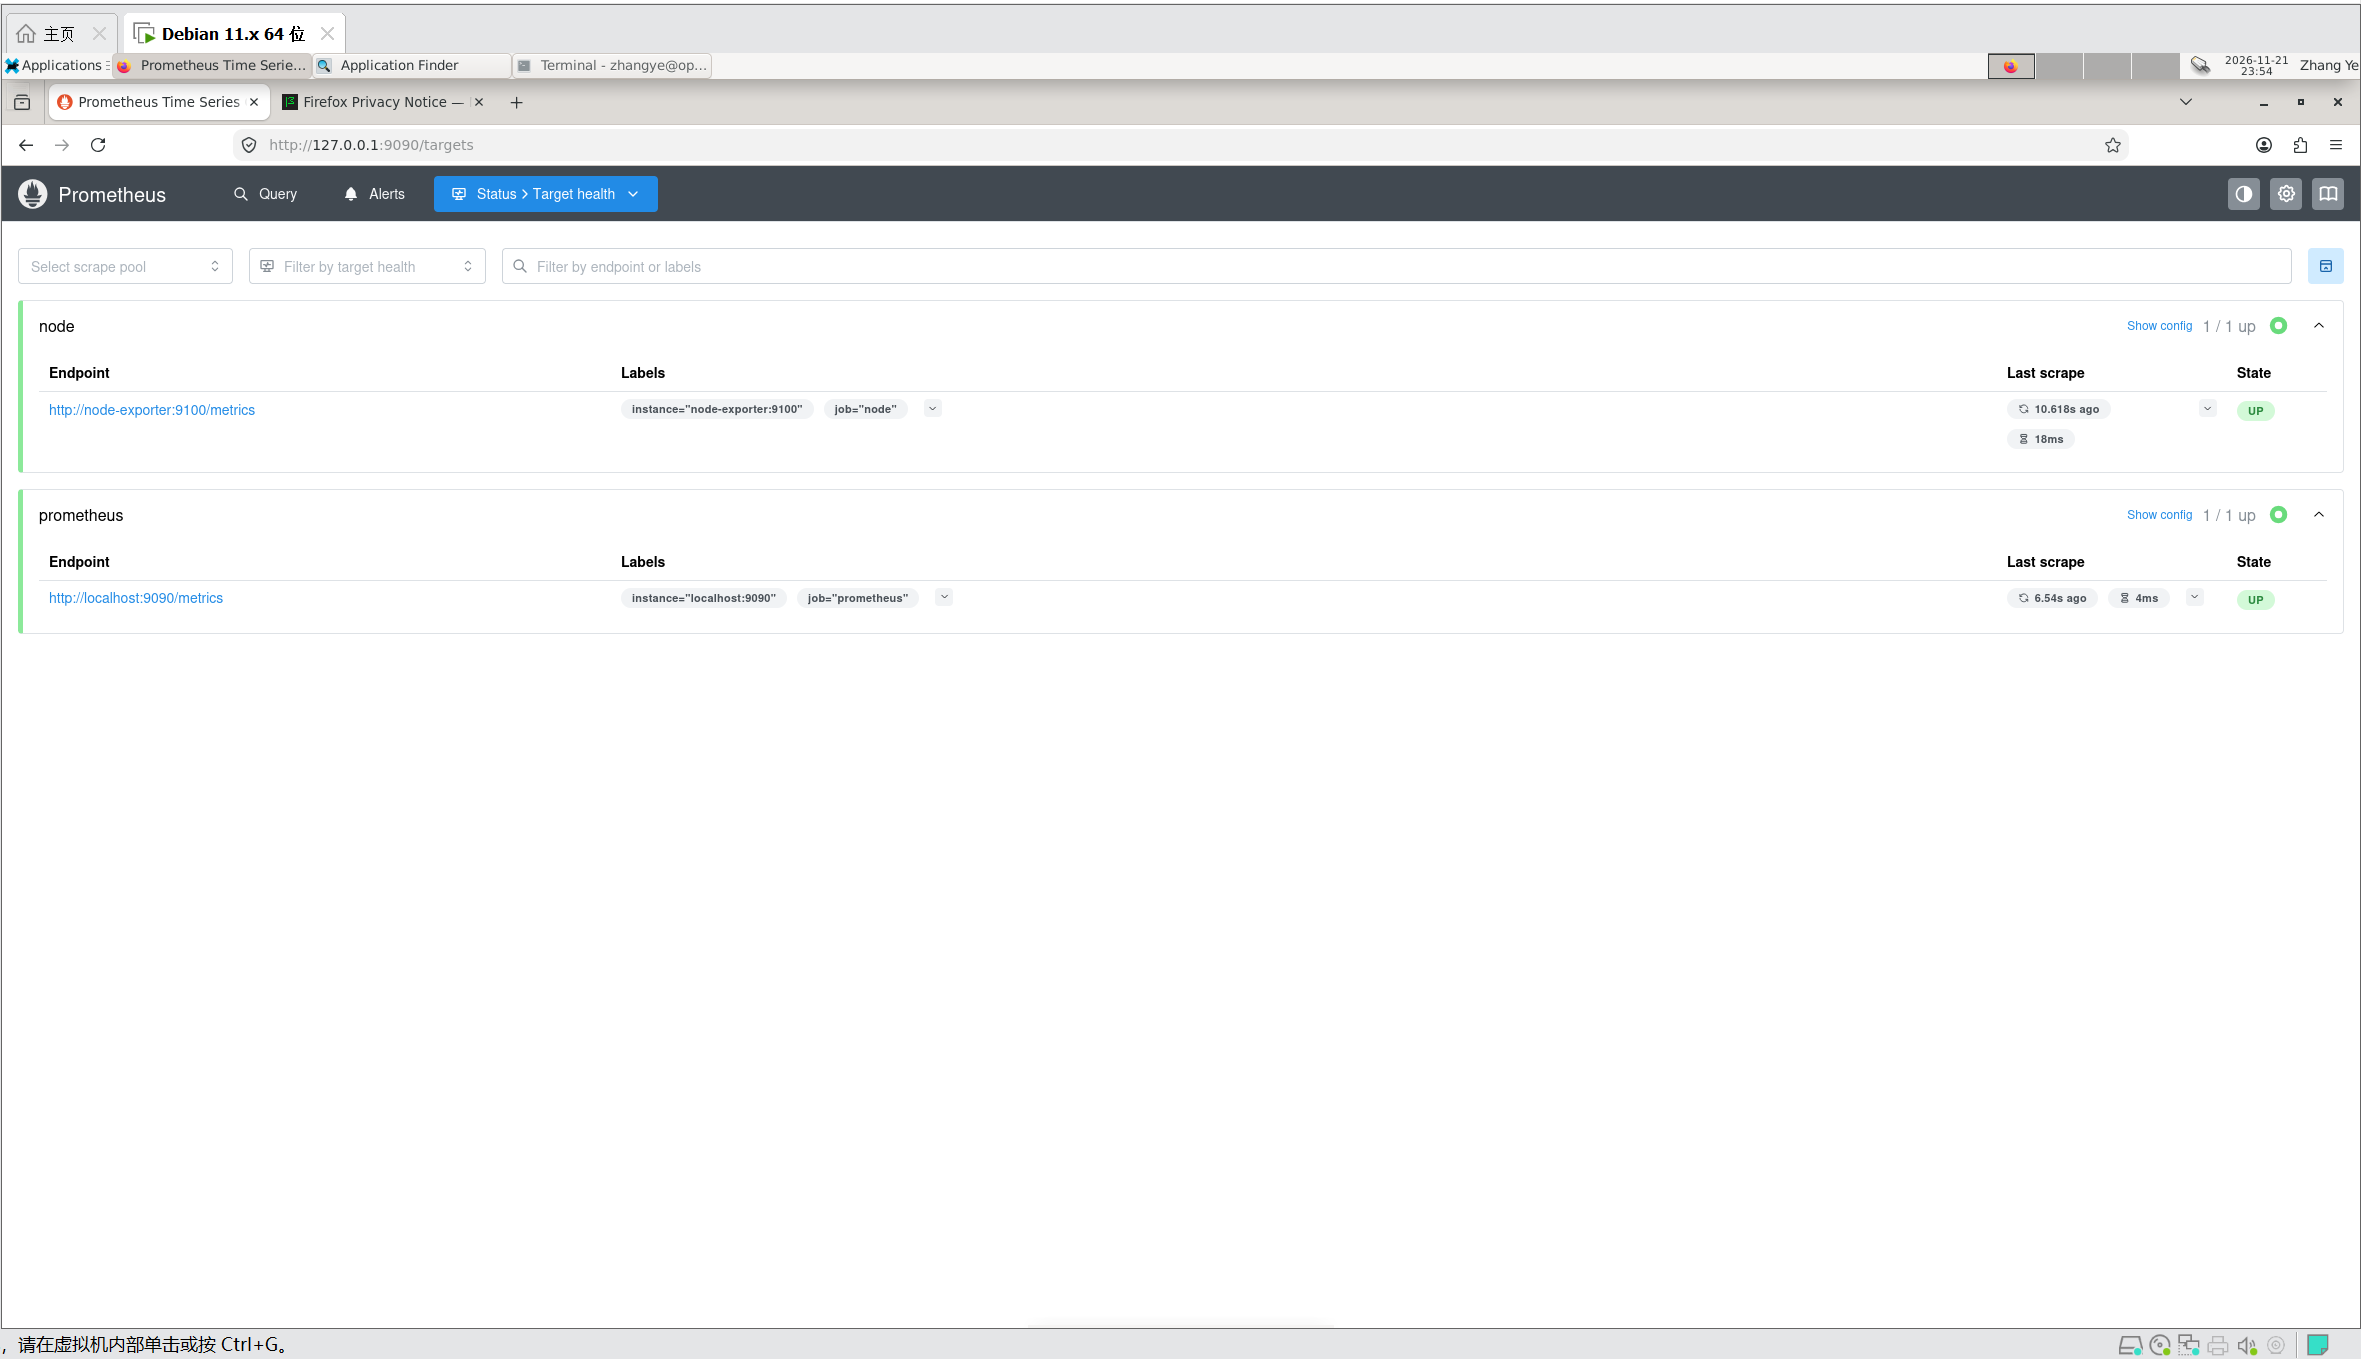 主页
Debian 11.x 64 位
Applications
Prometheus Time Serie...
Application Finder
Terminal - zhangye@op...
2026-11-21
23:54
Zhang Ye
Prometheus Time Series
Firefox Privacy Notice —
http://127.0.0.1:9090/targets
Prometheus
Query
Alerts
Status > Target health
Select scrape pool
Filter by target health
Filter by endpoint or labels
node
Show config
1 / 1 up
Endpoint
Labels
Last scrape
State
http://node-exporter:9100/metrics
instance="node-exporter:9100"
job="node"
10.618s ago
UP
18ms
prometheus
Show config
1 / 1 up
Endpoint
Labels
Last scrape
State
http://localhost:9090/metrics
instance="localhost:9090"
job="prometheus"
6.54s ago
4ms
UP
，请在虚拟机内部单击或按 Ctrl+G。